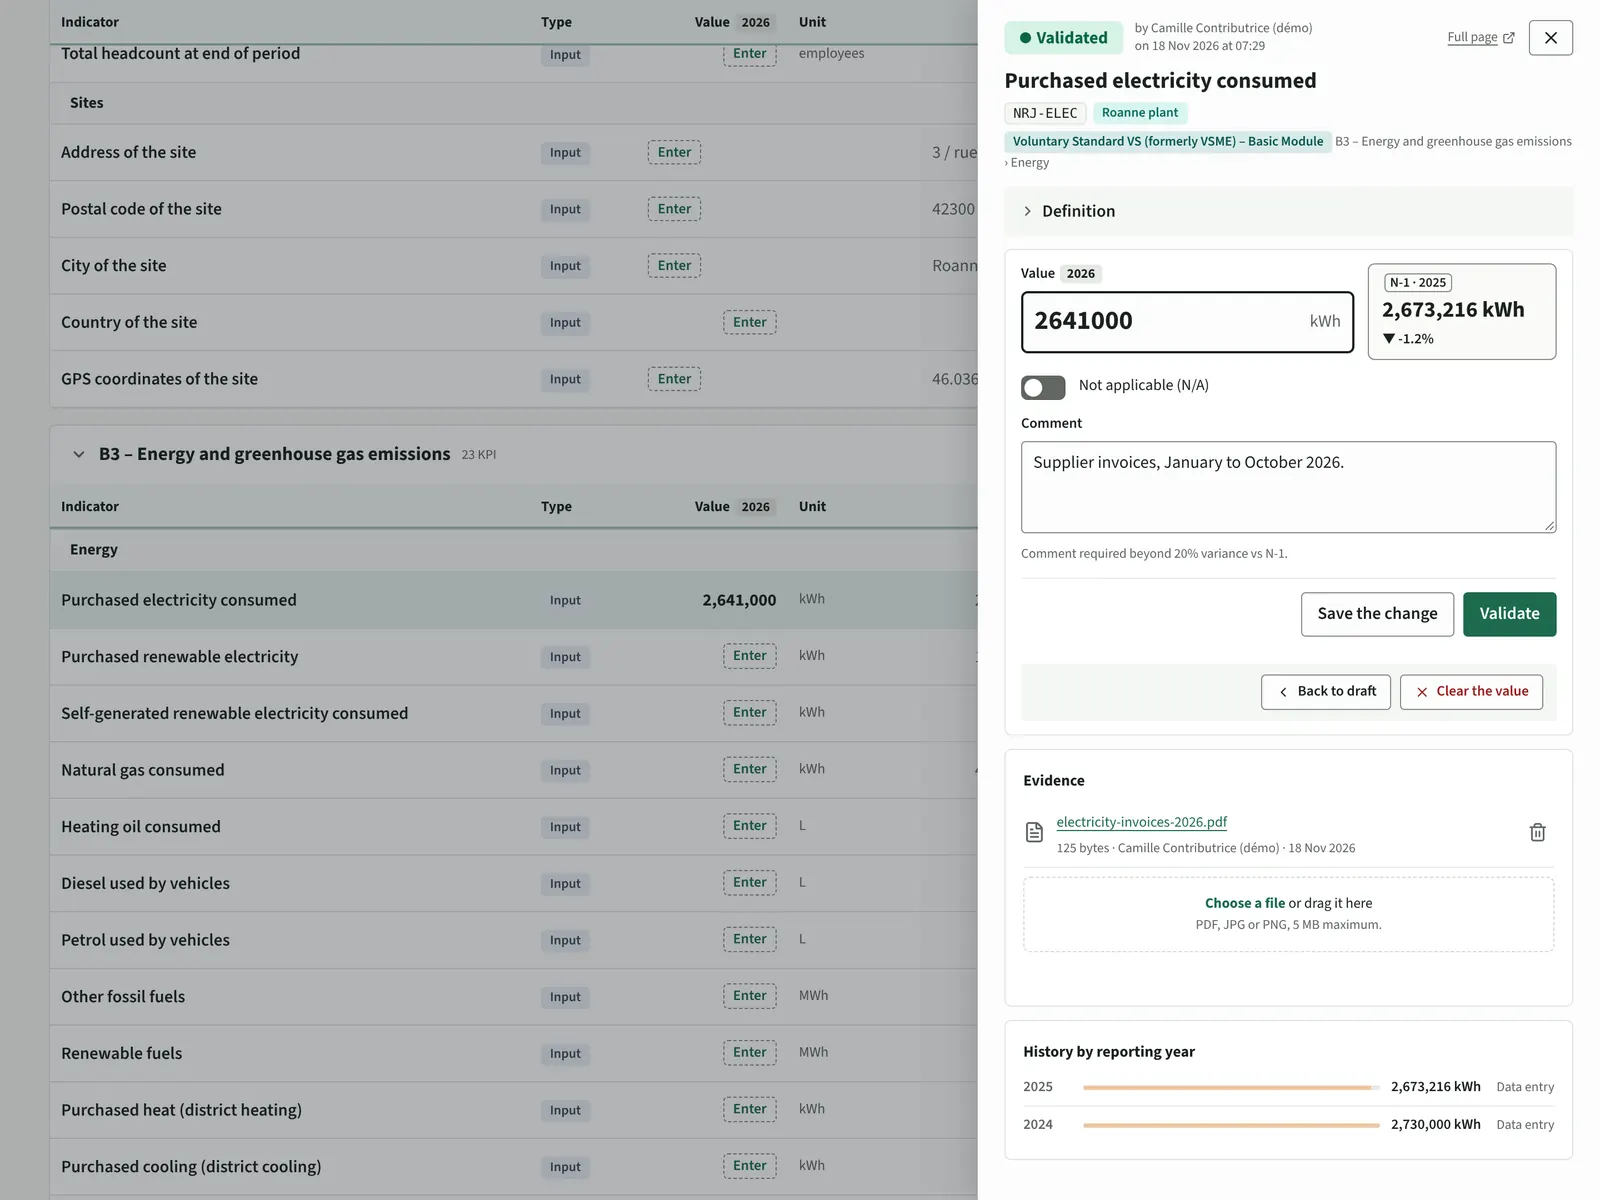 Indicator Type Value 2026 Unit
Total headcount at end of period Input Enter employees
Sites
Address of the site Input Enter 3 / rue
Postal code of the site Input Enter 42300
City of the site Input Enter Roann
Country of the site Input Enter
GPS coordinates of the site Input Enter 46.036
B3 – Energy and greenhouse gas emissions 23 KPI
Indicator Type Value 2026 Unit
Energy
Purchased electricity consumed Input 2,641,000 kWh
Purchased renewable electricity Input Enter kWh
Self-generated renewable electricity consumed Input Enter kWh
Natural gas consumed Input Enter kWh
Heating oil consumed Input Enter L
Diesel used by vehicles Input Enter L
Petrol used by vehicles Input Enter L
Other fossil fuels Input Enter MWh
Renewable fuels Input Enter MWh
Purchased heat (district heating) Input Enter kWh
Purchased cooling (district cooling) Input Enter kWh
Validated
by Camille Contributrice (démo)
on 18 Nov 2026 at 07:29
Full page
Purchased electricity consumed
NRJ-ELEC Roanne plant
Voluntary Standard VS (formerly VSME) – Basic Module B3 – Energy and greenhouse gas emissions
› Energy
Definition
Value 2026
2641000 kWh
N-1 · 2025
2,673,216 kWh
▼ -1.2%
Not applicable (N/A)
Comment
Supplier invoices, January to October 2026.
Comment required beyond 20% variance vs N-1.
Save the change Validate
Back to draft Clear the value
Evidence
electricity-invoices-2026.pdf
125 bytes · Camille Contributrice (démo) · 18 Nov 2026
Choose a file or drag it here
PDF, JPG or PNG, 5 MB maximum.
History by reporting year
2025 2,673,216 kWh Data entry
2024 2,730,000 kWh Data entry